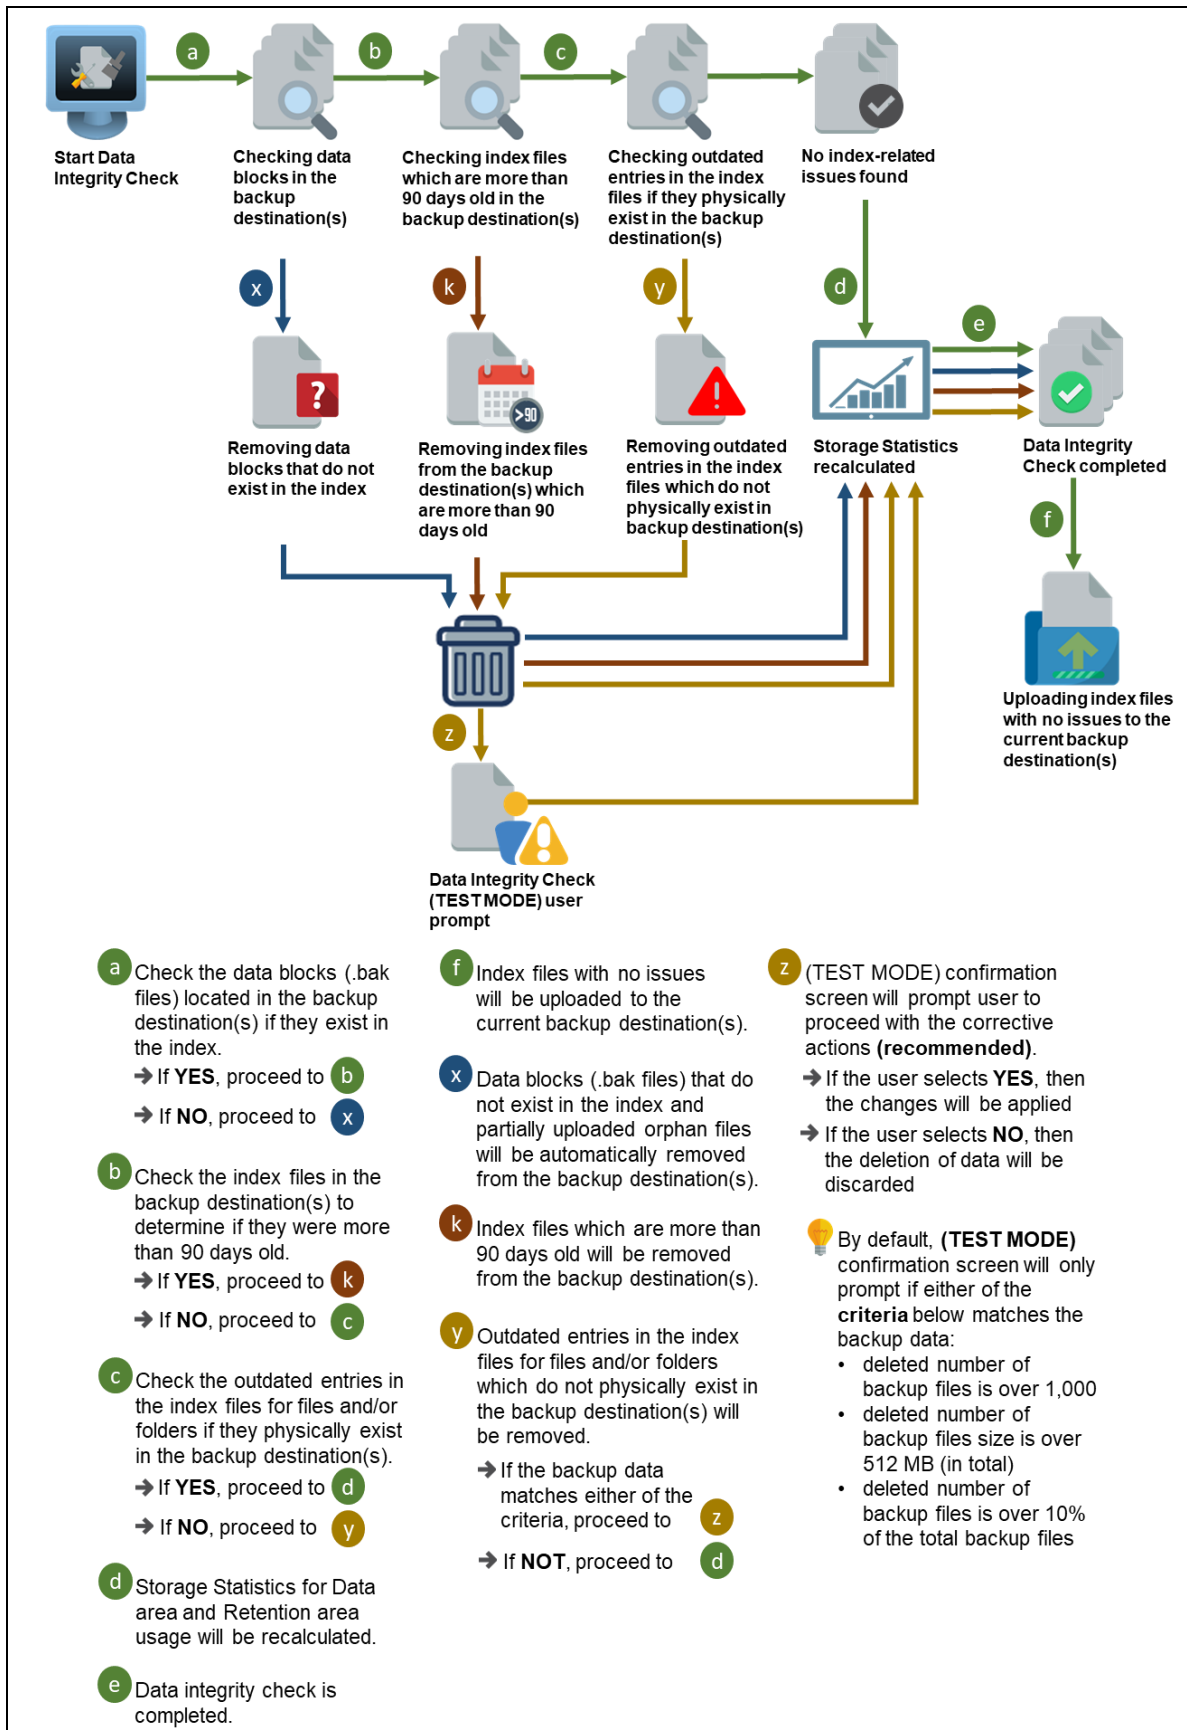 a
b
c
Start Data
Integrity Check
Checking data
blocks in the
backup
destination(s)
Checking index files
which are more than
90 days old in the
backup destination(s)
Checking outdated
entries in the index
files if they physically
exist in the backup
destination(s)
No index-related
issues found
x
k
y
d
e
?
>90
!
Removing data
blocks that do not
exist in the index
Removing index files
from the backup
destination(s) which
are more than 90
days old
Removing outdated
entries in the index
files which do not
physically exist in
backup destination(s)
Storage Statistics
recalculated
Data Integrity
Check completed
f
Uploading index files
with no issues to the
current backup
destination(s)
z
Data Integrity Check
(TEST MODE) user
prompt
a Check the data blocks (.bak
files) located in the backup
destination(s) if they exist in
the index.
➔ If YES, proceed to b
➔ If NO, proceed to x
b Check the index files in the
backup destination(s) to
determine if they were more
than 90 days old.
➔ If YES, proceed to k
➔ If NO, proceed to c
c Check the outdated entries in
the index files for files and/or
folders if they physically exist
in the backup destination(s).
➔ If YES, proceed to d
➔ If NO, proceed to y
d Storage Statistics for Data
area and Retention area
usage will be recalculated.
e Data integrity check is
completed.
f Index files with no issues
will be uploaded to the
current backup destination(s).
x Data blocks (.bak files) that do
not exist in the index and
partially uploaded orphan files
will be automatically removed
from the backup destination(s).
k Index files which are more than
90 days old will be removed
from the backup destination(s).
y Outdated entries in the index
files for files and/or folders
which do not physically exist in
the backup destination(s) will
be removed.
➔ If the backup data
matches either of the
criteria, proceed to z
➔ If NOT, proceed to d
z (TEST MODE) confirmation
screen will prompt user to
proceed with the corrective
actions (recommended).
➔ If the user selects YES, then
the changes will be applied
➔ If the user selects NO, then
the deletion of data will be
discarded
By default, (TEST MODE)
confirmation screen will only
prompt if either of the
criteria below matches the
backup data:
• deleted number of
backup files is over 1,000
• deleted number of
backup files size is over
512 MB (in total)
• deleted number of
backup files is over 10%
of the total backup files